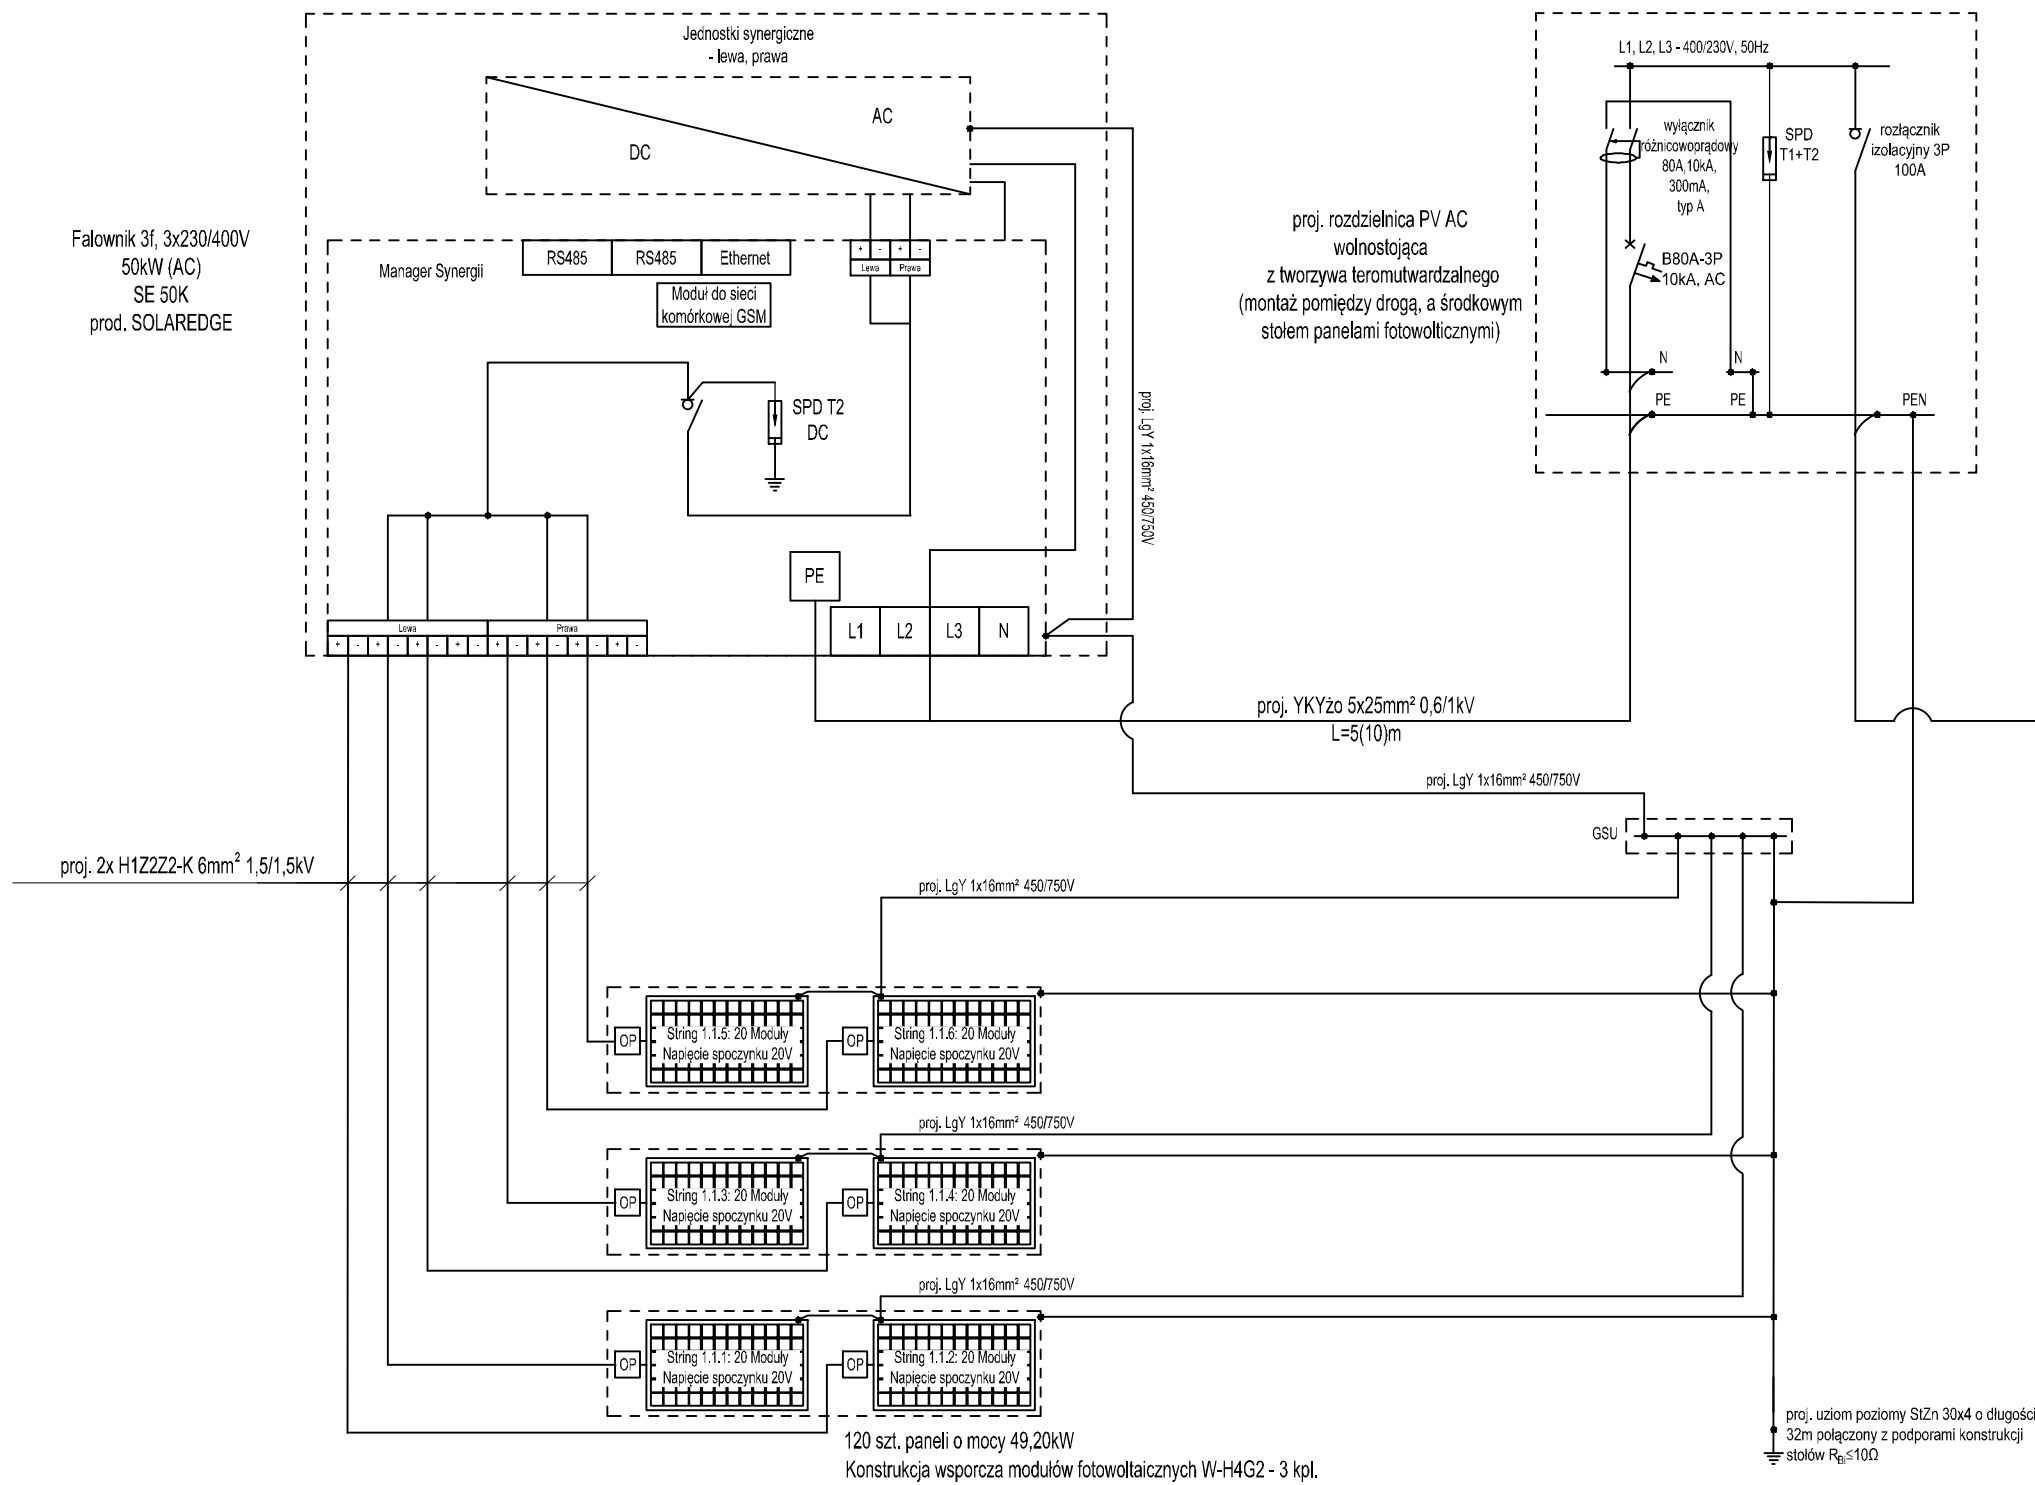 Jednostki synergiczne
- lewa, prawa
AC
DC
Falownik 3f, 3x230/400V
50kW (AC)
SE 50K
prod. SOLAREDGE
Manager Synergii
RS485
RS485
Ethernet
Moduł do sieci
komórkowej GSM
+ - + -
Lewa Prawa
SPD T2
DC
proj. LgY 1x16mm² 450/750V
PE
L1 L2 L3 N
Lewa Prawa
+ - + - + - + - + - + - + - + -
L1, L2, L3 - 400/230V, 50Hz
wyłącznik
różnicowoprądowy
80A,10kA,
300mA,
typ A
SPD
T1+T2
rozłącznik
izolacyjny 3P
100A
B80A-3P
10kA, AC
N
N
PE
PE
PEN
proj. rozdzielnica PV AC
wolnostojąca
z tworzywa teromutwardzalnego
(montaż pomiędzy drogą, a środkowym
stołem panelami fotowolticznymi)
proj. YKYżo 5x25mm² 0,6/1kV
L=5(10)m
proj. LgY 1x16mm² 450/750V
GSU
proj. 2x H1Z2Z2-K 6mm² 1,5/1,5kV
proj. LgY 1x16mm² 450/750V
OP
String 1.1.5: 20 Moduły
Napięcie spoczynku 20V
OP
String 1.1.6: 20 Moduły
Napięcie spoczynku 20V
proj. LgY 1x16mm² 450/750V
OP
String 1.1.3: 20 Moduły
Napięcie spoczynku 20V
OP
String 1.1.4: 20 Moduły
Napięcie spoczynku 20V
proj. LgY 1x16mm² 450/750V
OP
String 1.1.1: 20 Moduły
Napięcie spoczynku 20V
OP
String 1.1.2: 20 Moduły
Napięcie spoczynku 20V
120 szt. paneli o mocy 49,20kW
Konstrukcja wsporcza modułów fotowoltaicznych W-H4G2 - 3 kpl.
proj. uziom poziomy StZn 30x4 o długości
32m połączony z podporami konstrukcji
stołów RBi≤10Ω